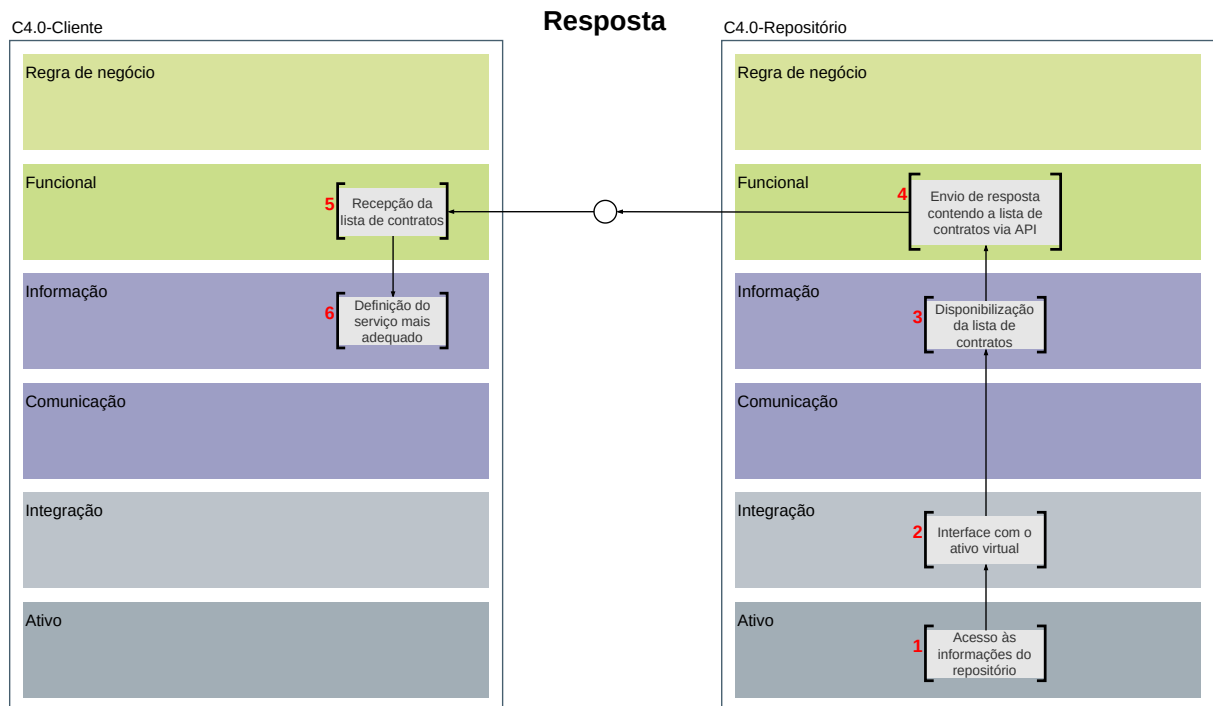 Resposta
C4.0-Cliente
Regra de negócio
Funcional
5
Recepção da
lista de contratos
Informação
6
Definição do
serviço mais
adequado
Comunicação
Integração
Ativo
C4.0-Repositório
Regra de negócio
Funcional
4
Envio de resposta
contendo a lista de
contratos via API
Informação
3
Disponibilização
da lista de
contratos
Comunicação
Integração
2
Interface com o
ativo virtual
Ativo
1
Acesso às
informações do
repositório